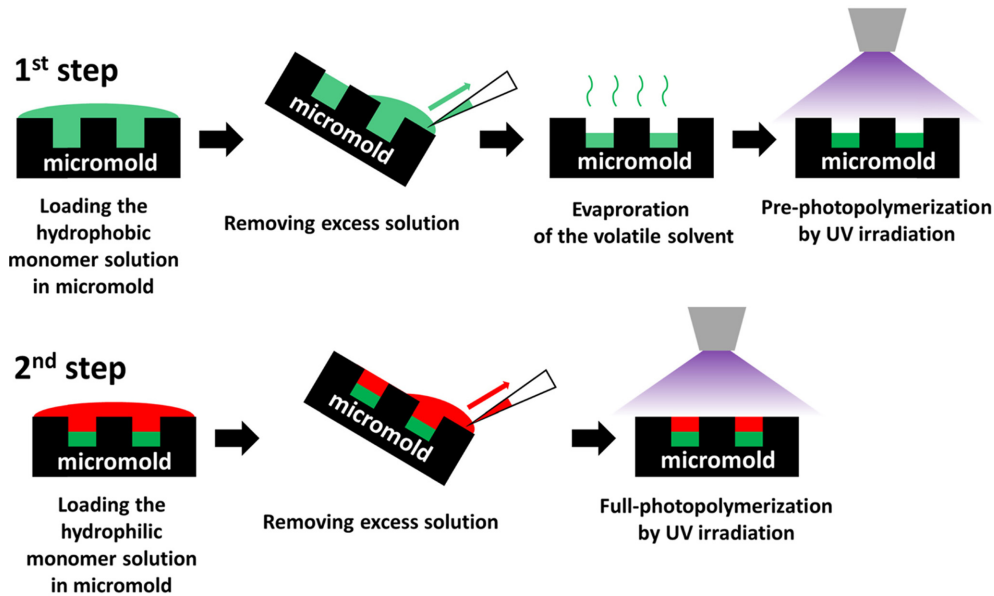 1st step
micromold
micromold
micromold
micromold
Loading the
hydrophobic
monomer solution
in micromold
Removing excess solution
Evaproration
of the volatile solvent
Pre-photopolymerization
by UV irradiation
2nd step
micromold
micromold
micromold
Loading the
hydrophilic
monomer solution
in micromold
Removing excess solution
Full-photopolymerization
by UV irradiation